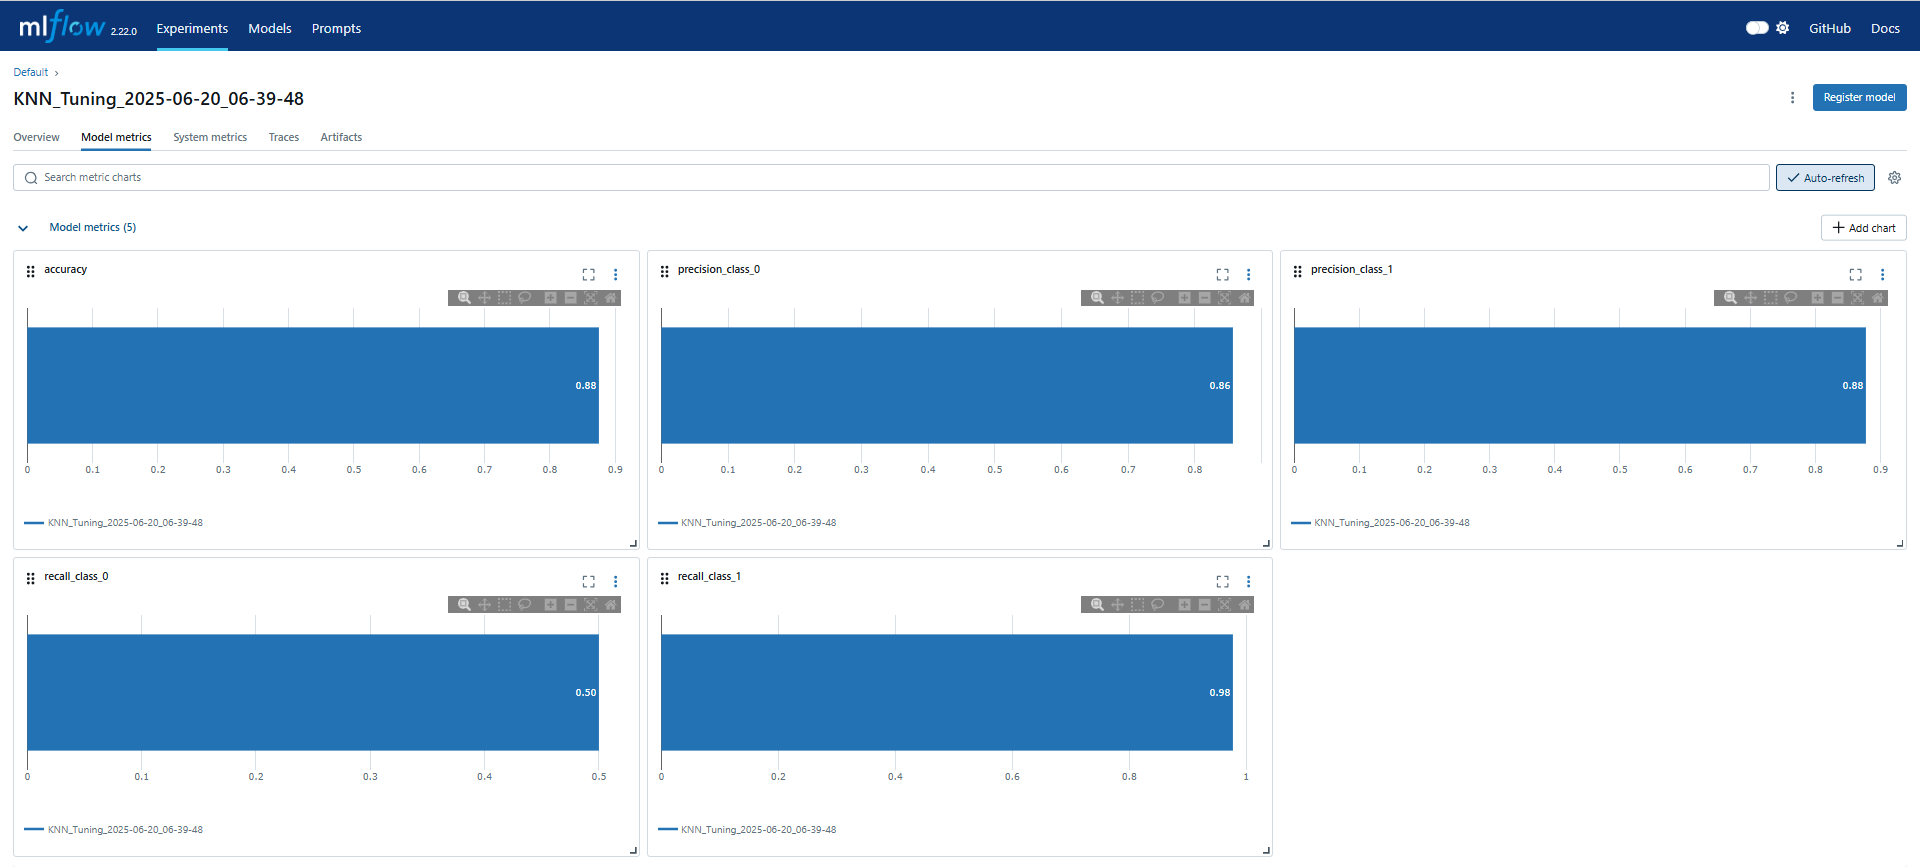 mlflow 2.22.0 Experiments Models Prompts GitHub Docs
Default
KNN_Tuning_2025-06-20_06-39-48
Register model
Overview Model metrics System metrics Traces Artifacts
Search metric charts
Auto-refresh
Model metrics (5)
Add chart
accuracy
0.88
0 0.1 0.2 0.3 0.4 0.5 0.6 0.7 0.8 0.9
KNN_Tuning_2025-06-20_06-39-48
precision_class_0
0.86
0 0.1 0.2 0.3 0.4 0.5 0.6 0.7 0.8
KNN_Tuning_2025-06-20_06-39-48
precision_class_1
0.88
0 0.1 0.2 0.3 0.4 0.5 0.6 0.7 0.8 0.9
KNN_Tuning_2025-06-20_06-39-48
recall_class_0
0.50
0 0.1 0.2 0.3 0.4 0.5
KNN_Tuning_2025-06-20_06-39-48
recall_class_1
0.98
0 0.2 0.4 0.6 0.8 1
KNN_Tuning_2025-06-20_06-39-48